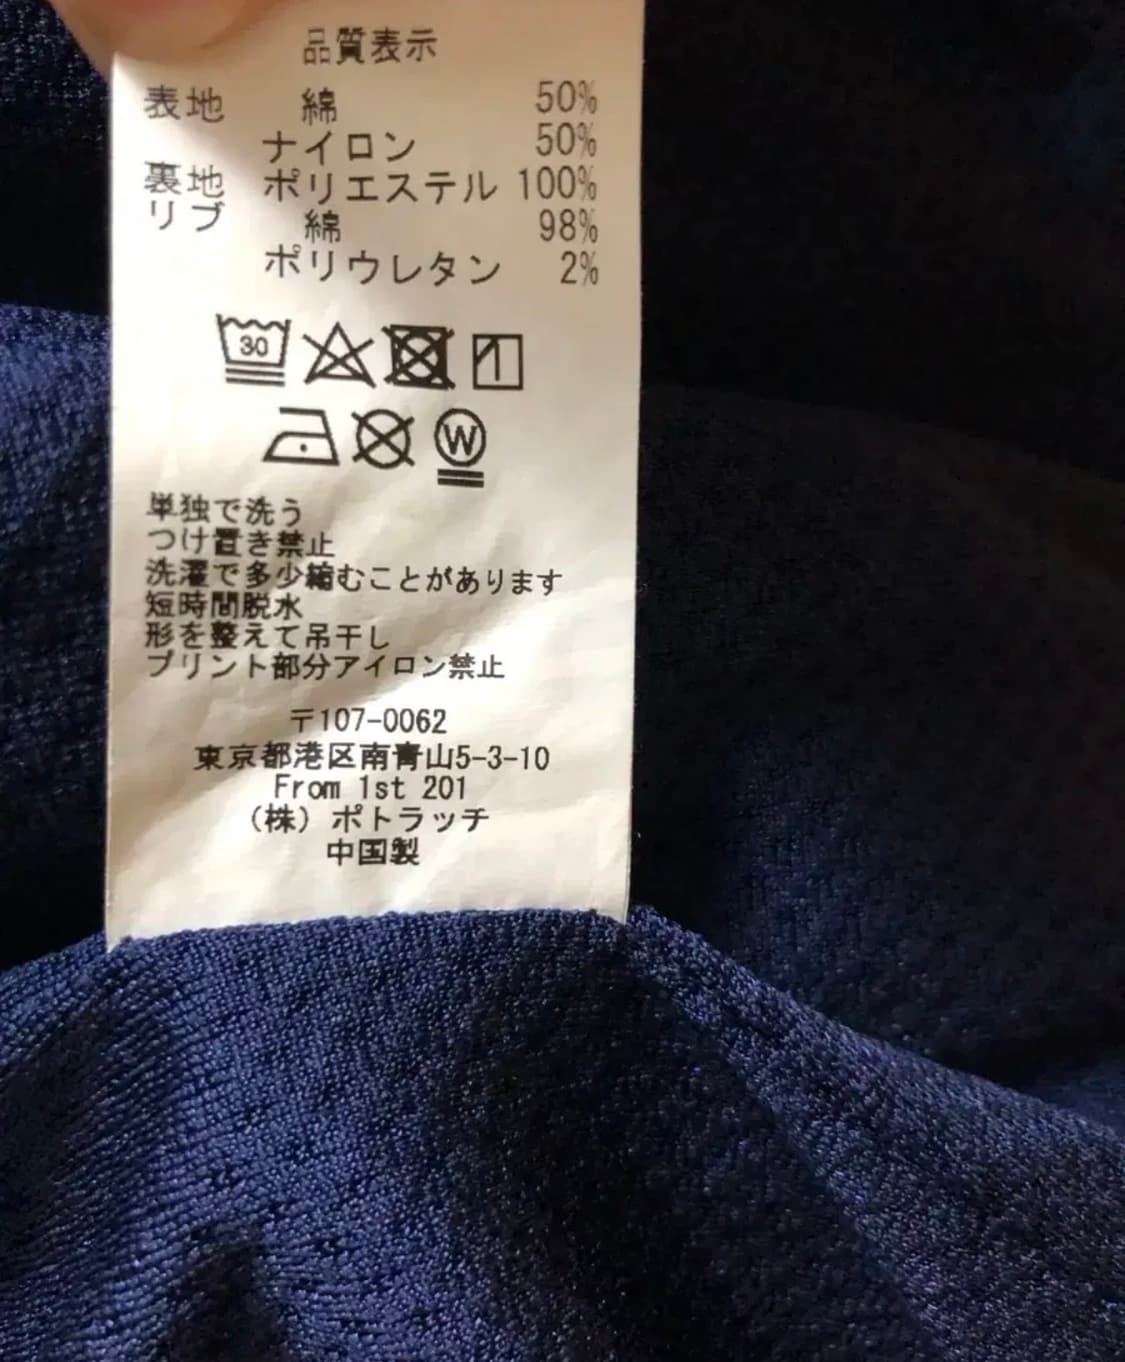 品質表示
表地 綿 50%
ナイロン 50%
裏地 ポリエステル 100%
リブ 綿 98%
ポリウレタン 2%
30
W
単独で洗う
つけ置き禁止
洗濯で多少縮むことがあります
短時間脱水
形を整えて吊干し
プリント部分アイロン禁止
〒107-0062
東京都港区南青山5-3-10
From 1st 201
(株) ポトラッチ
中国製